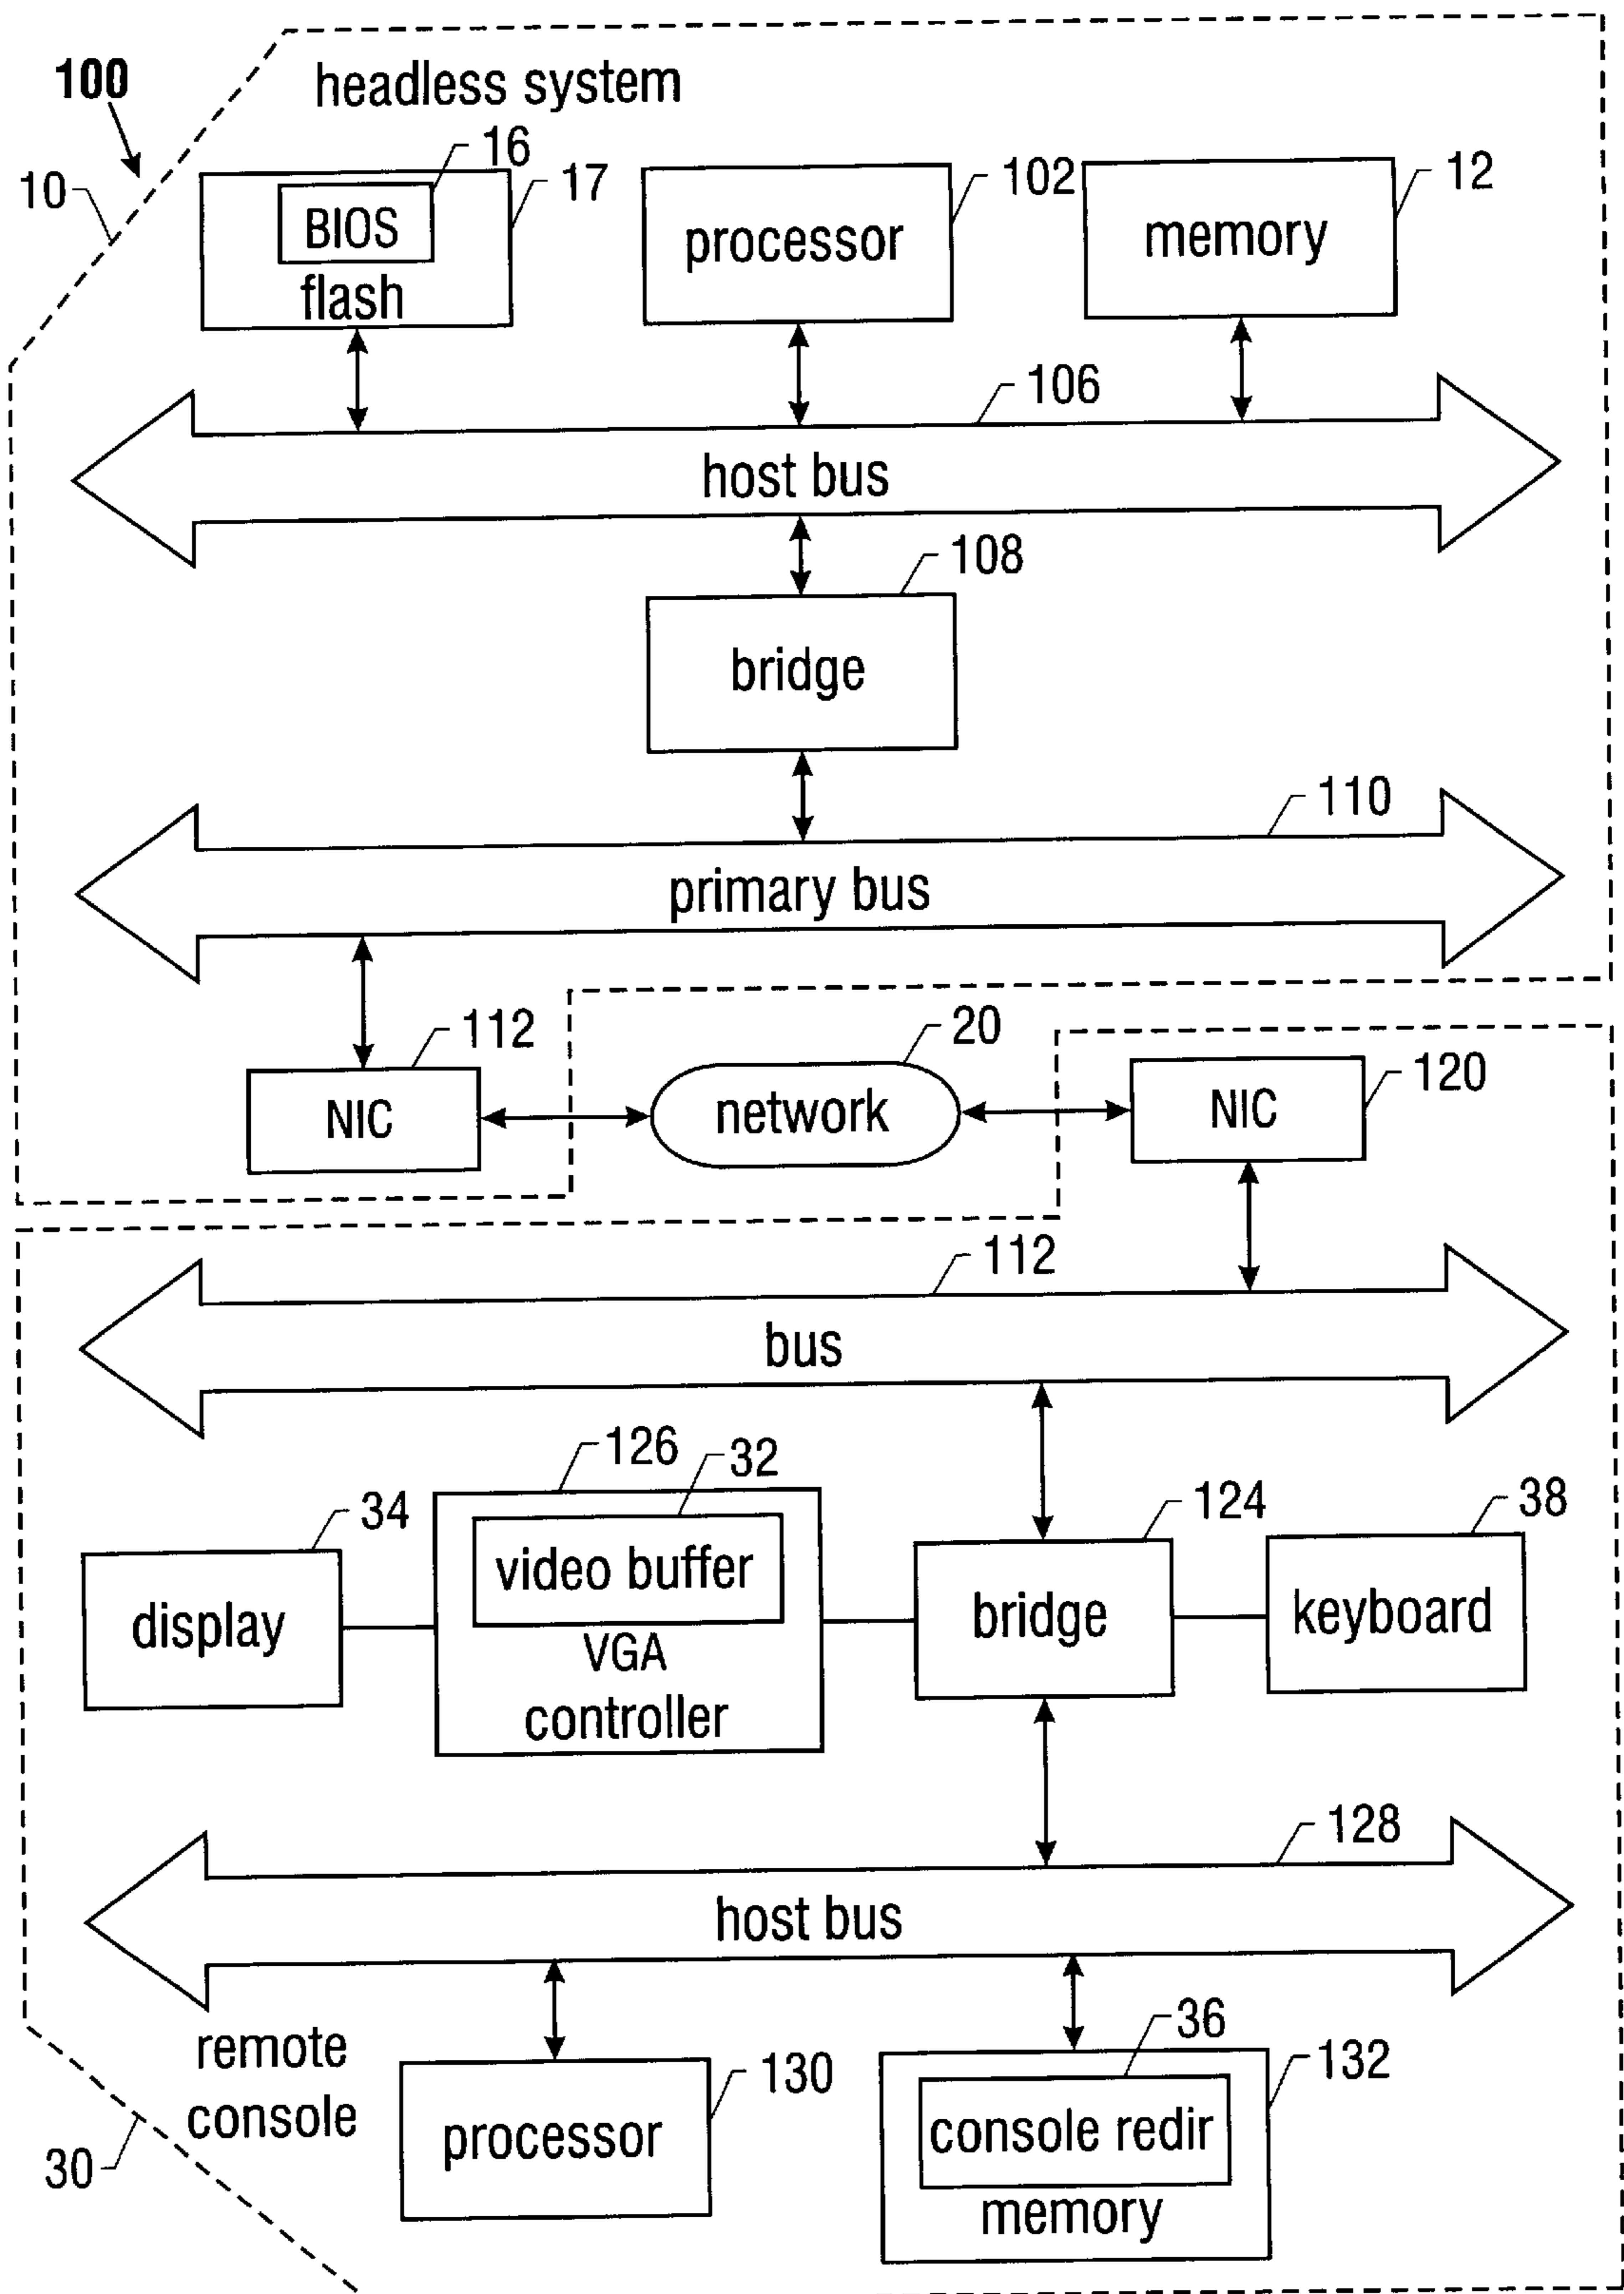 100
headless system
10
16
17
102
12
BIOS
flash
processor
memory
106
host bus
108
bridge
110
primary bus
112
20
120
NIC
network
NIC
112
bus
126
32
34
124
38
video buffer
display
VGA
controller
bridge
keyboard
128
host bus
36
remote
console
130
132
processor
console redir
memory
30